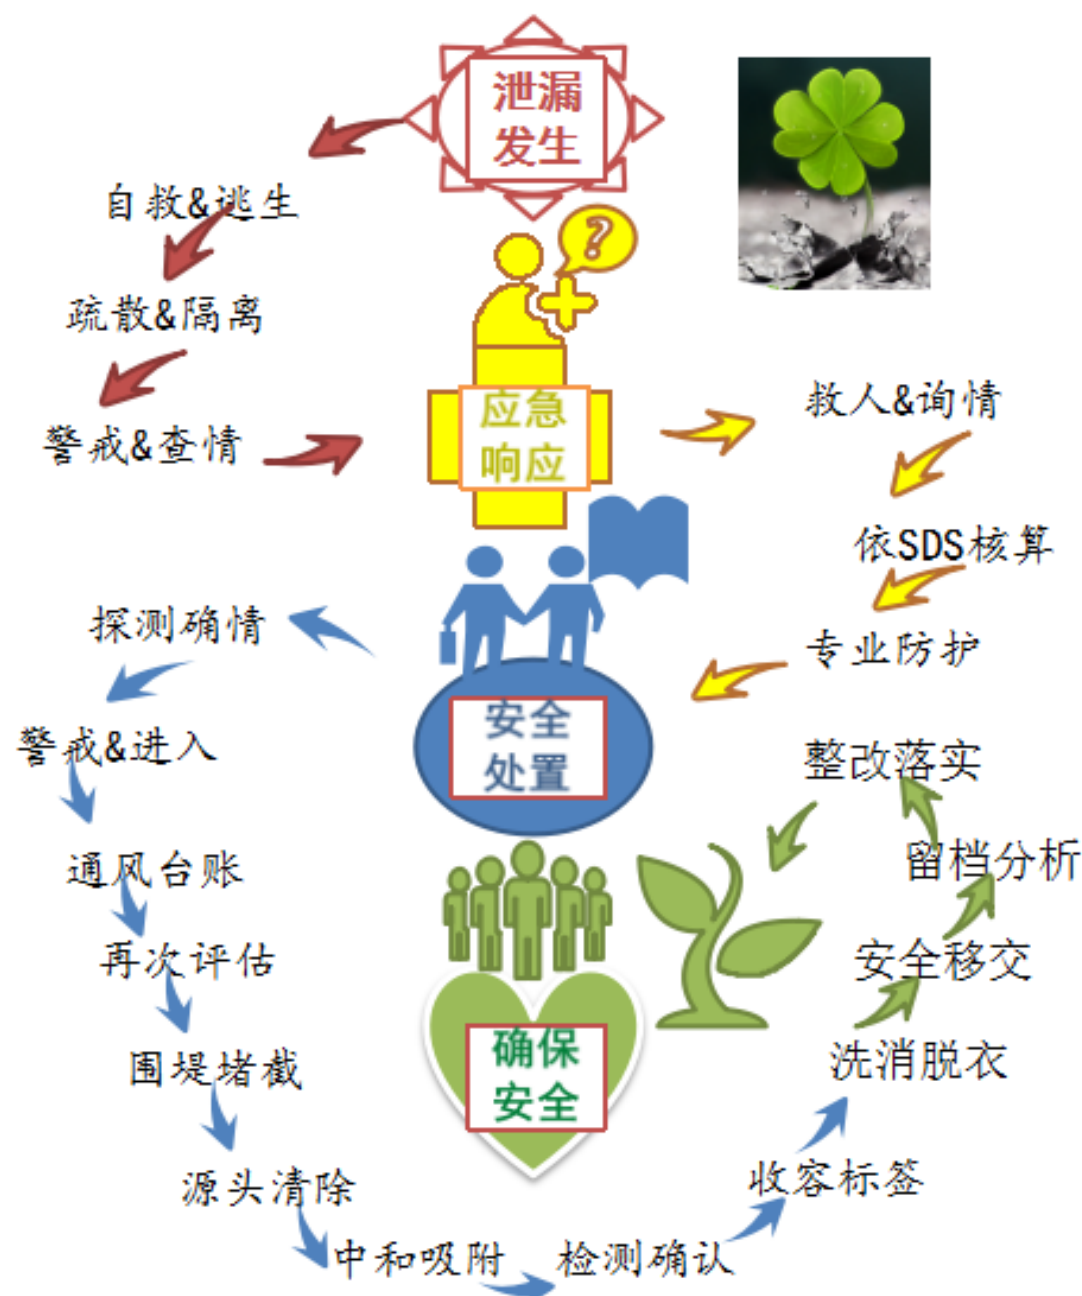 泄漏
发生
自救&逃生
疏散&隔离
警戒&查情
?
应急
响应
救人&询情
依SDS核算
专业防护
安全
处置
探测确情
警戒&进入
通风台账
再次评估
围堤堵截
源头清除
中和吸附
检测确认
收容标签
洗消脱衣
安全移交
留档分析
整改落实
确保
安全